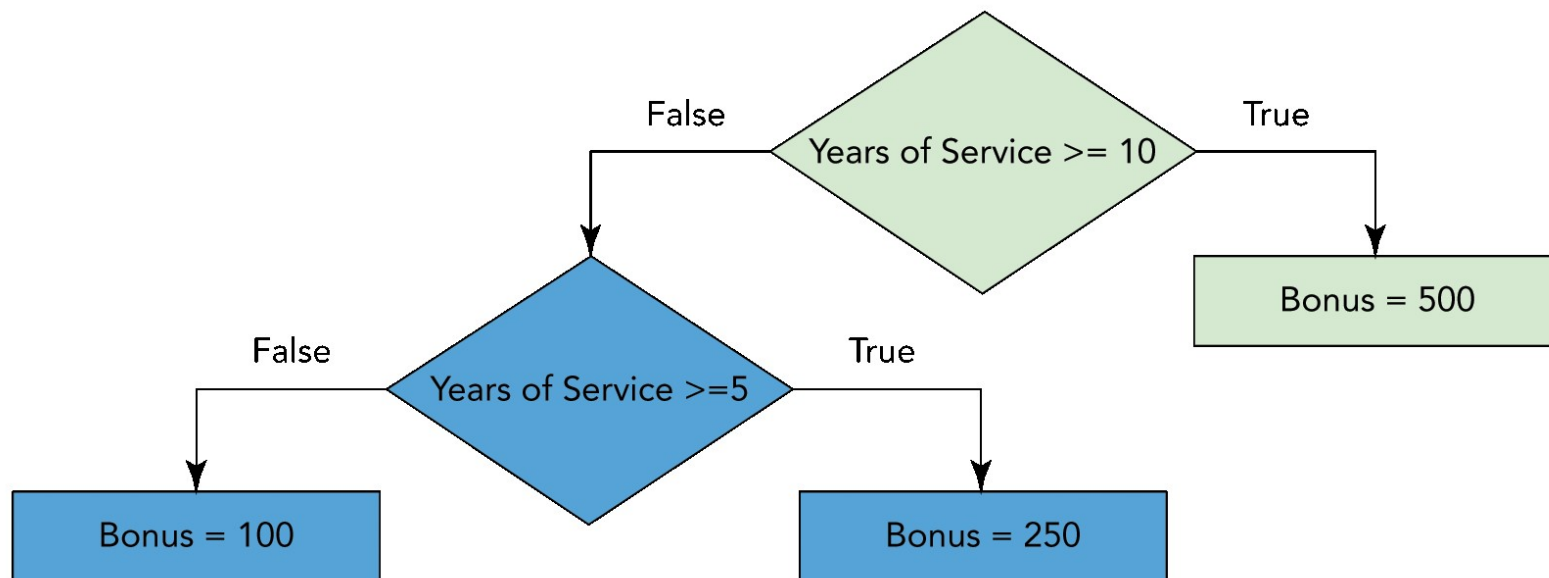 False
True
Years of Service >= 10
Bonus = 500
False
True
Years of Service >=5
Bonus = 100
Bonus = 250